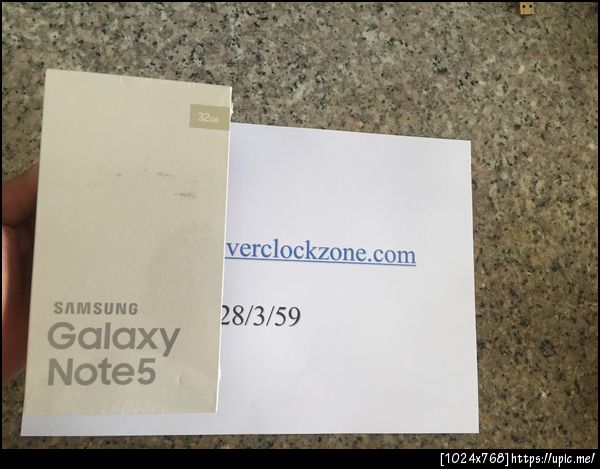 32GB
SAMSUNG
Galaxy
Note5
verclockzone.com
28/3/59
[1024x768]https://upic.me/